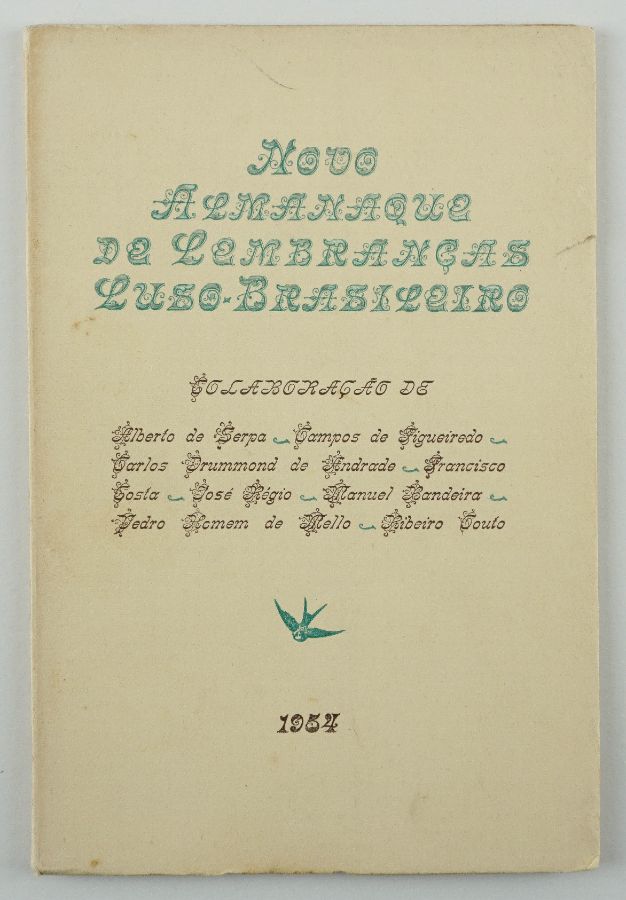 Novo
Almanaque
de Lembranças
Luso-Brasileiro
Colaboração de
Alberto de Serpa ~ Campos de Figueiredo ~
Carlos Drummond de Andrade ~ Francisco
Costa ~ José Régio ~ Manuel Bandeira ~
Pedro Homem de Mello ~ Ribeiro Couto
1954